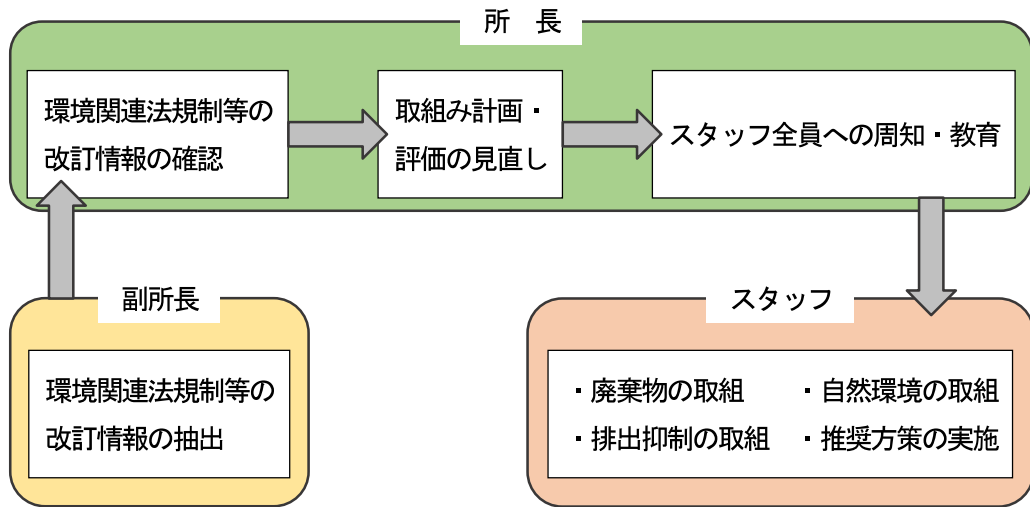 所　長
環境関連法規制等の
改訂情報の確認
取組み計画・
評価の見直し
スタッフ全員への周知・教育
副所長
環境関連法規制等の
改訂情報の抽出
スタッフ
・廃棄物の取組　・自然環境の取組
・排出抑制の取組　・推奨方策の実施